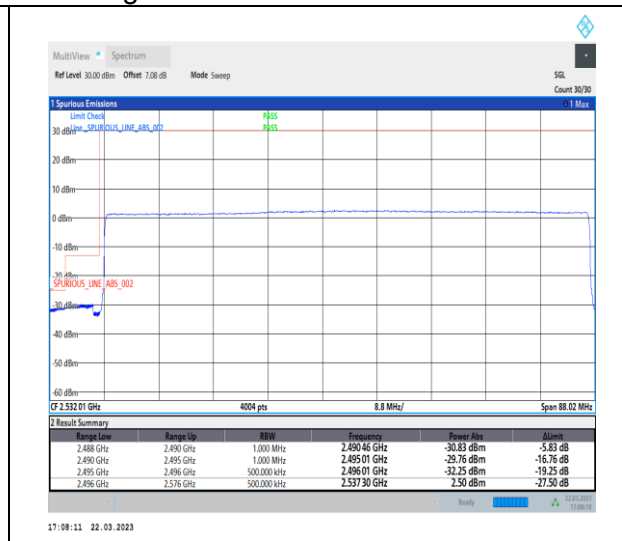 MultiView Spectrum
Ref Level 30.00 dBm Offset 7.08 dB Mode Sweep SGL
Count 30/30
1 Spurious Emissions 1 Max
Limit Check PASS
Line _SPURIOUS_LINE_ABS_002 PASS
30 dBm
20 dBm
10 dBm
0 dBm
-10 dBm
-20 dBm
_SPURIOUS_LINE_ABS_002
-30 dBm
-40 dBm
-50 dBm
-60 dBm
CF 2.532 01 GHz 4004 pts 8.8 MHz/ Span 88.02 MHz
2 Result Summary
Range Low Range Up RBW Frequency Power Abs ΔLimit
2.488 GHz 2.490 GHz 1.000 MHz 2.490 46 GHz -30.83 dBm -5.83 dB
2.490 GHz 2.495 GHz 1.000 MHz 2.495 01 GHz -29.76 dBm -16.76 dB
2.495 GHz 2.496 GHz 500.000 kHz 2.496 01 GHz -32.25 dBm -19.25 dB
2.496 GHz 2.576 GHz 500.000 kHz 2.537 30 GHz 2.50 dBm -27.50 dB
Ready 22.03.2023
17:08:10
17:08:11 22.03.2023